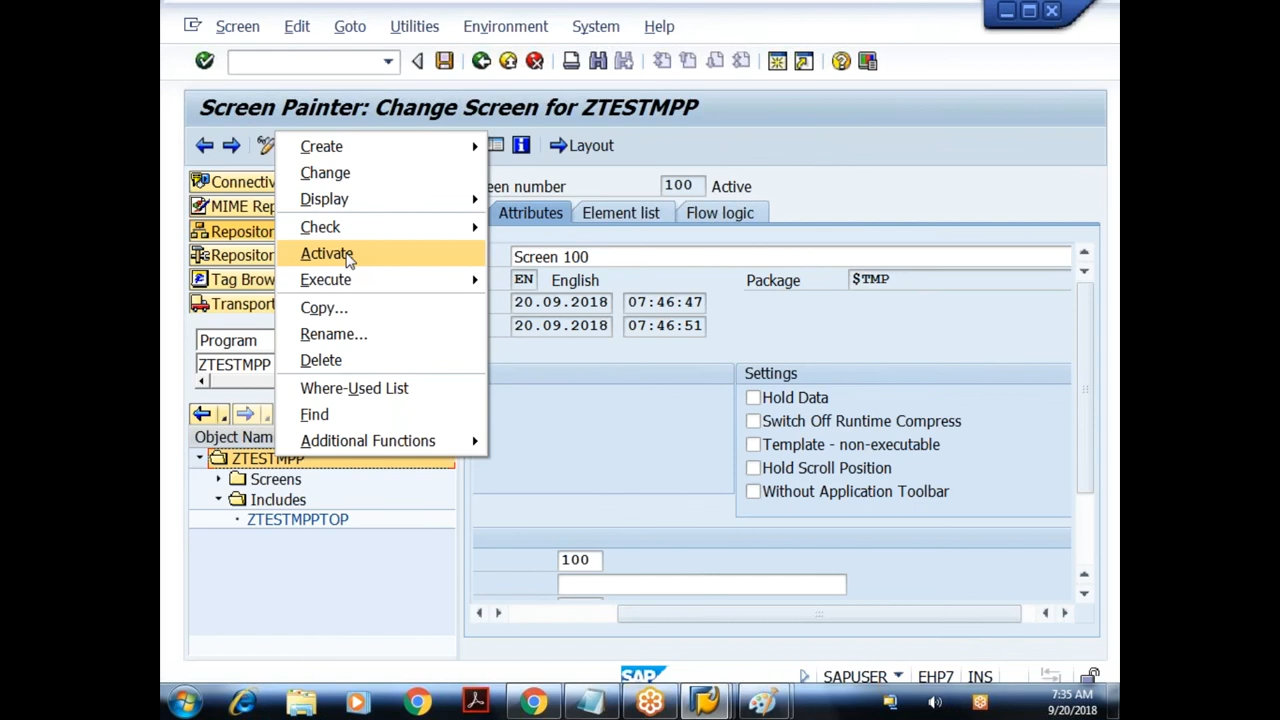 Screen Edit Goto Utilities Environment System Help
Screen Painter: Change Screen for ZTESTMPP
Layout
Connectiv
MIME Rep
Repositor
Repositor
Tag Brow
Transport
Program
ZTESTMPP
Object Nam
ZTESTMPP
Screens
Includes
ZTESTMPPTOP
Create
Change
Display
Check
Activate
Execute
Copy...
Rename...
Delete
Where-Used List
Find
Additional Functions
een number 100 Active
Attributes Element list Flow logic
Screen 100
EN English Package $TMP
20.09.2018 07:46:47
20.09.2018 07:46:51
Settings
Hold Data
Switch Off Runtime Compress
Template - non-executable
Hold Scroll Position
Without Application Toolbar
100
SAP SAPUSER EHP7 INS
7:35 AM
9/20/2018